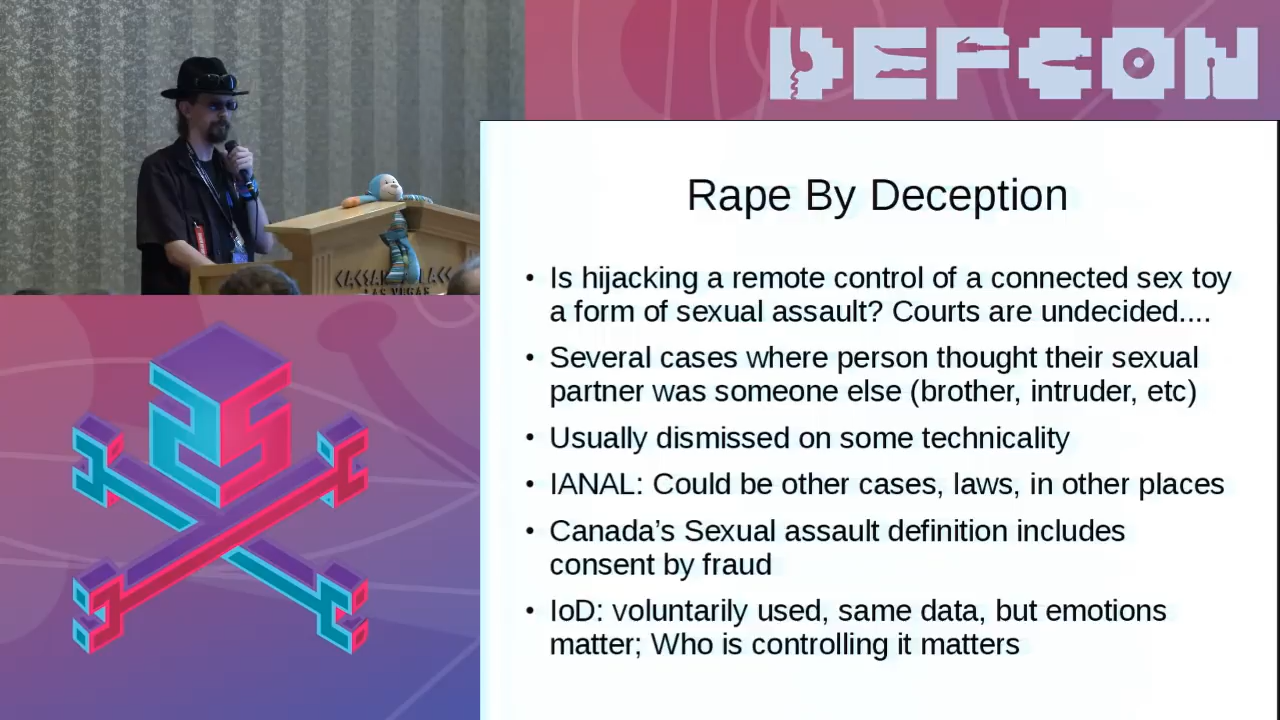 DEFCON
Rape By Deception
• Is hijacking a remote control of a connected sex toy
a form of sexual assault? Courts are undecided....
• Several cases where person thought their sexual
partner was someone else (brother, intruder, etc)
• Usually dismissed on some technicality
• IANAL: Could be other cases, laws, in other places
• Canada’s Sexual assault definition includes
consent by fraud
• IoD: voluntarily used, same data, but emotions
matter; Who is controlling it matters
LAS VEGAS